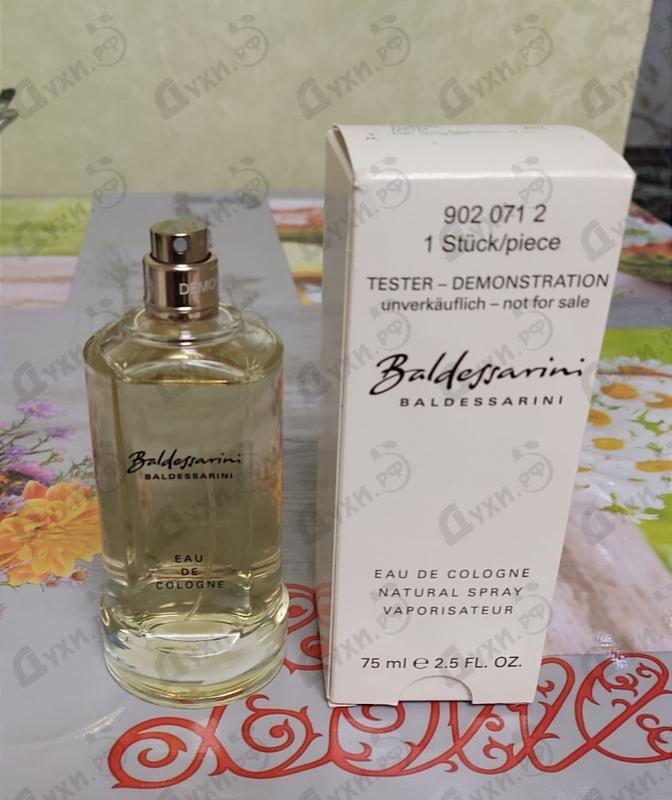 902 071 2
1 Stück/piece
TESTER – DEMONSTRATION
unverkäuflich – not for sale
Baldessarini
BALDESSARINI
EAU DE COLOGNE
NATURAL SPRAY
VAPORISATEUR
75 ml ℮ 2.5 FL. OZ.
DEMO
Baldessarini
BALDESSARINI
EAU
DE
COLOGNE
Духи.рф